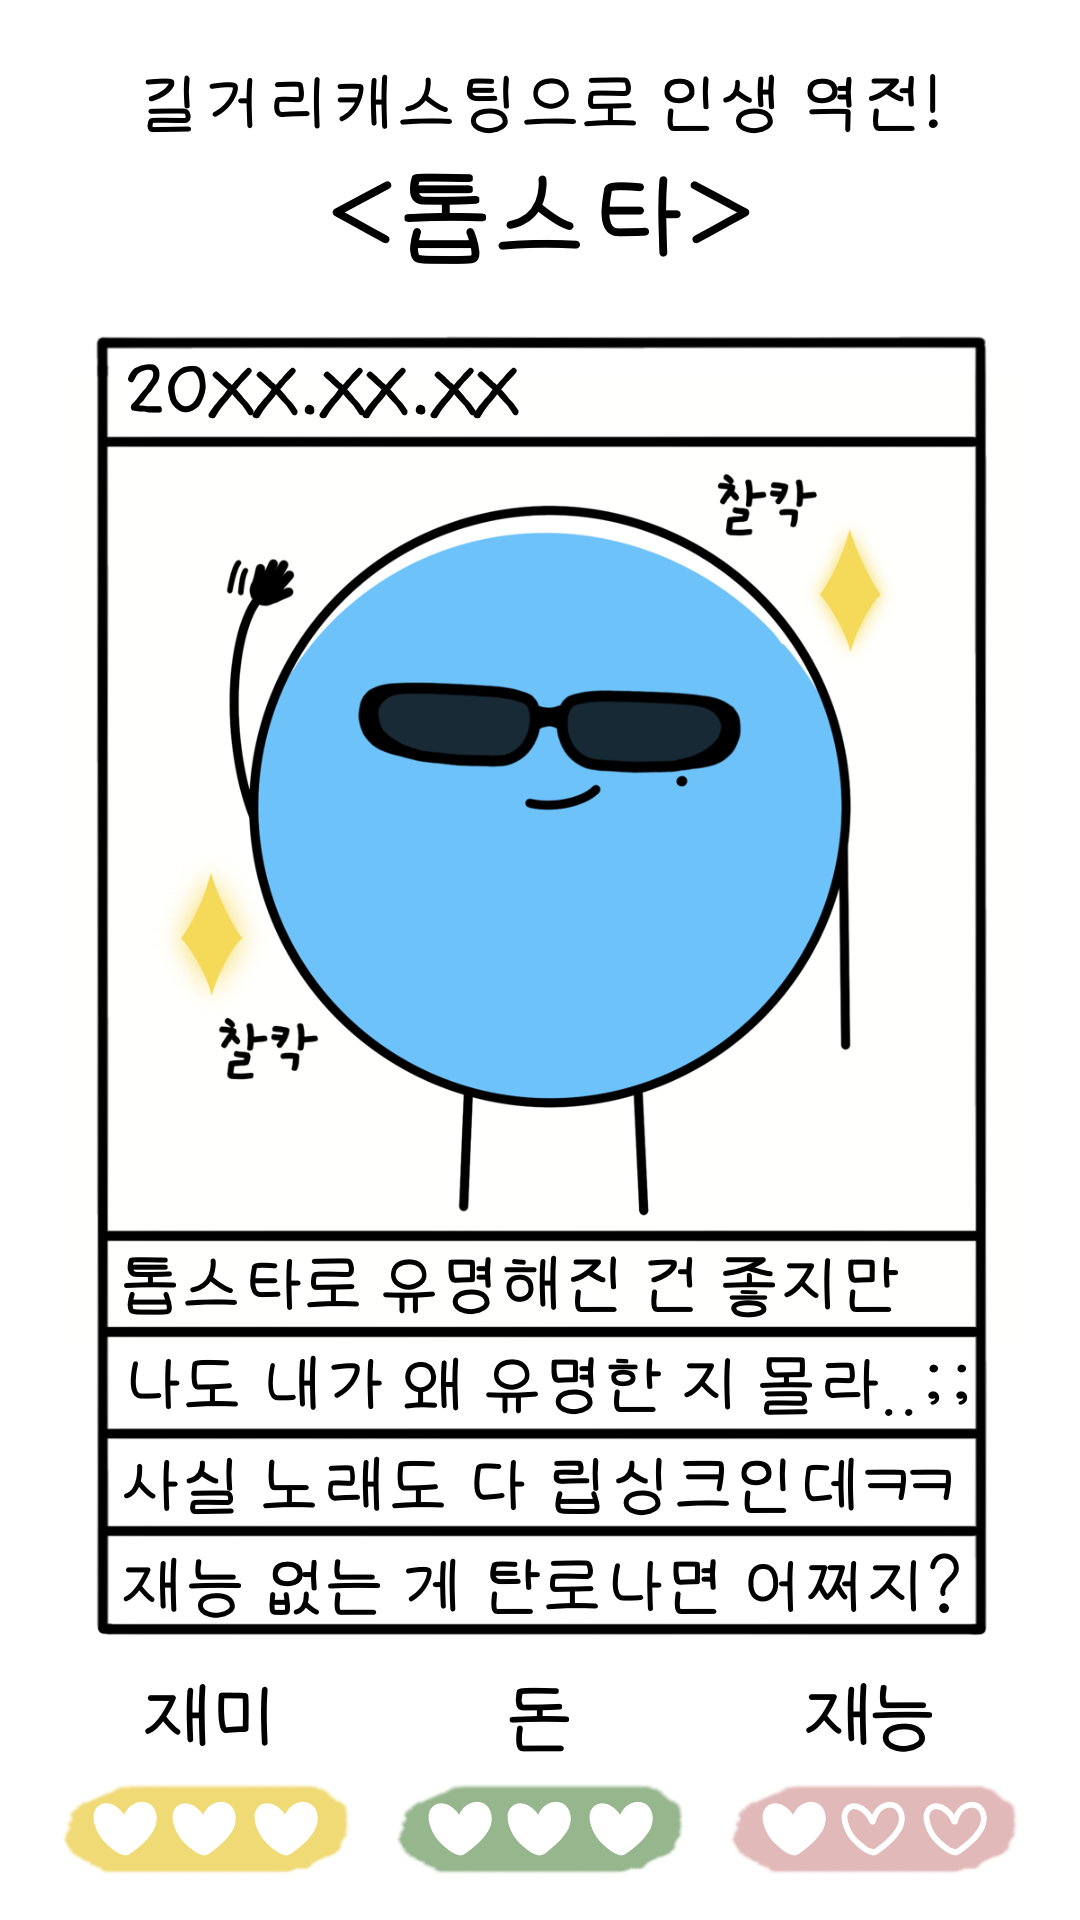 길거리캐스팅으로 인생 역전!
<톱스타>
20XX.XX.XX
찰칵
찰칵
톱스타로 유명해진 건 좋지만
나도 내가 왜 유명한 지 몰라..;;
사실 노래도 다 립싱크인데ㅋㅋ
재능 없는 게 탄로나면 어쩌지?
재미 돈 재능